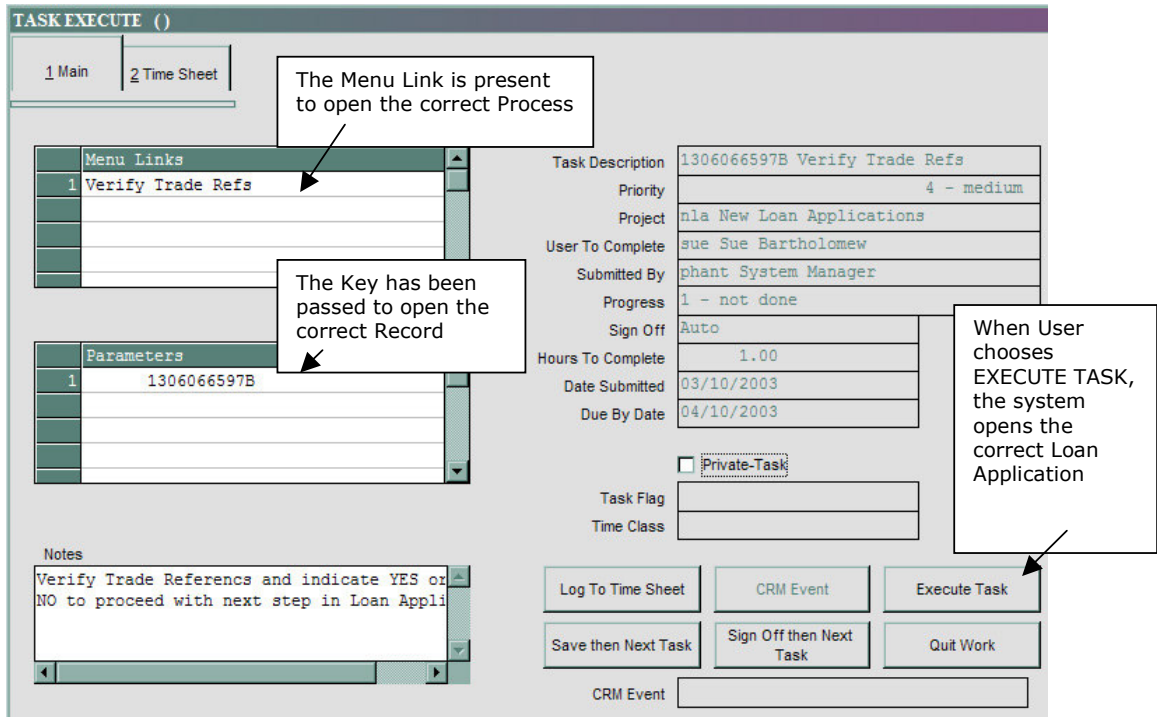 TASK EXECUTE ()
1 Main
2 Time Sheet
The Menu Link is present
to open the correct Process
Menu Links
1 Verify Trade Refs
The Key has been
passed to open the
correct Record
Parameters
1 1306066597B
Notes
Verify Trade Referencs and indicate YES or
NO to proceed with next step in Loan Appli
Task Description 1306066597B Verify Trade Refs
Priority 4 - medium
Project nla New Loan Applications
User To Complete sue Sue Bartholomew
Submitted By phant System Manager
Progress 1 - not done
Sign Off Auto
Hours To Complete 1.00
Date Submitted 03/10/2003
Due By Date 04/10/2003
Private-Task
Task Flag
Time Class
When User
chooses
EXECUTE TASK,
the system
opens the
correct Loan
Application
Log To Time Sheet
CRM Event
Execute Task
Save then Next Task
Sign Off then Next
Task
Quit Work
CRM Event